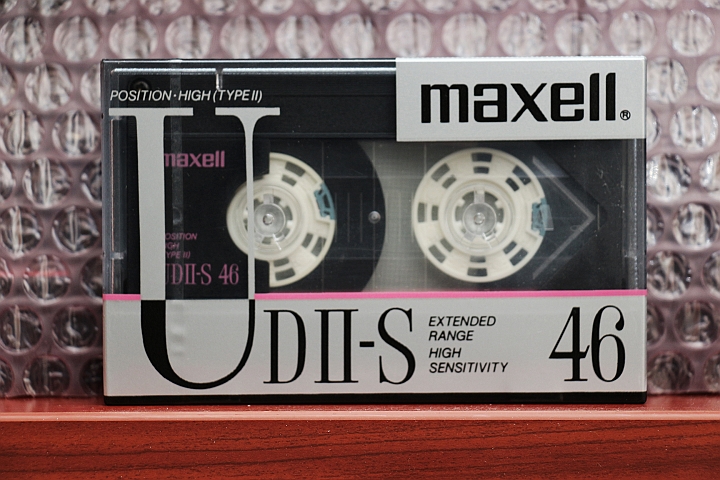 POSITION·HIGH (TYPE II)
maxell®
maxell
POSITION
HIGH
TYPE II)
UDII-S 46
UDII-S
EXTENDED
RANGE
HIGH
SENSITIVITY
46